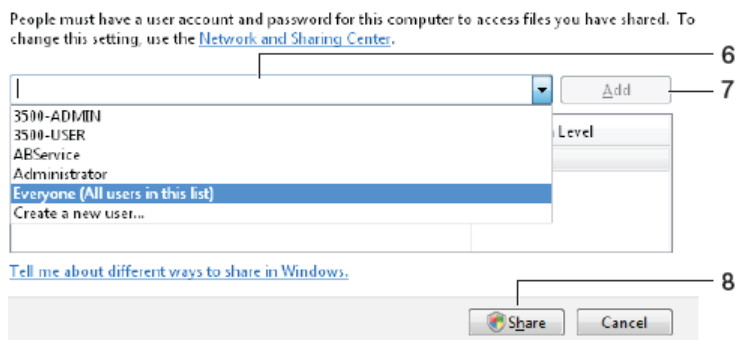 People must have a user account and password for this computer to access files you have shared. To
change this setting, use the Network and Sharing Center.
6
Add
7
3500-ADMIN
3500-USER
Level
ABService
Administrator
Everyone (All users in this list)
Create a new user...
Tell me about different ways to share in Windows.
8
Share Cancel